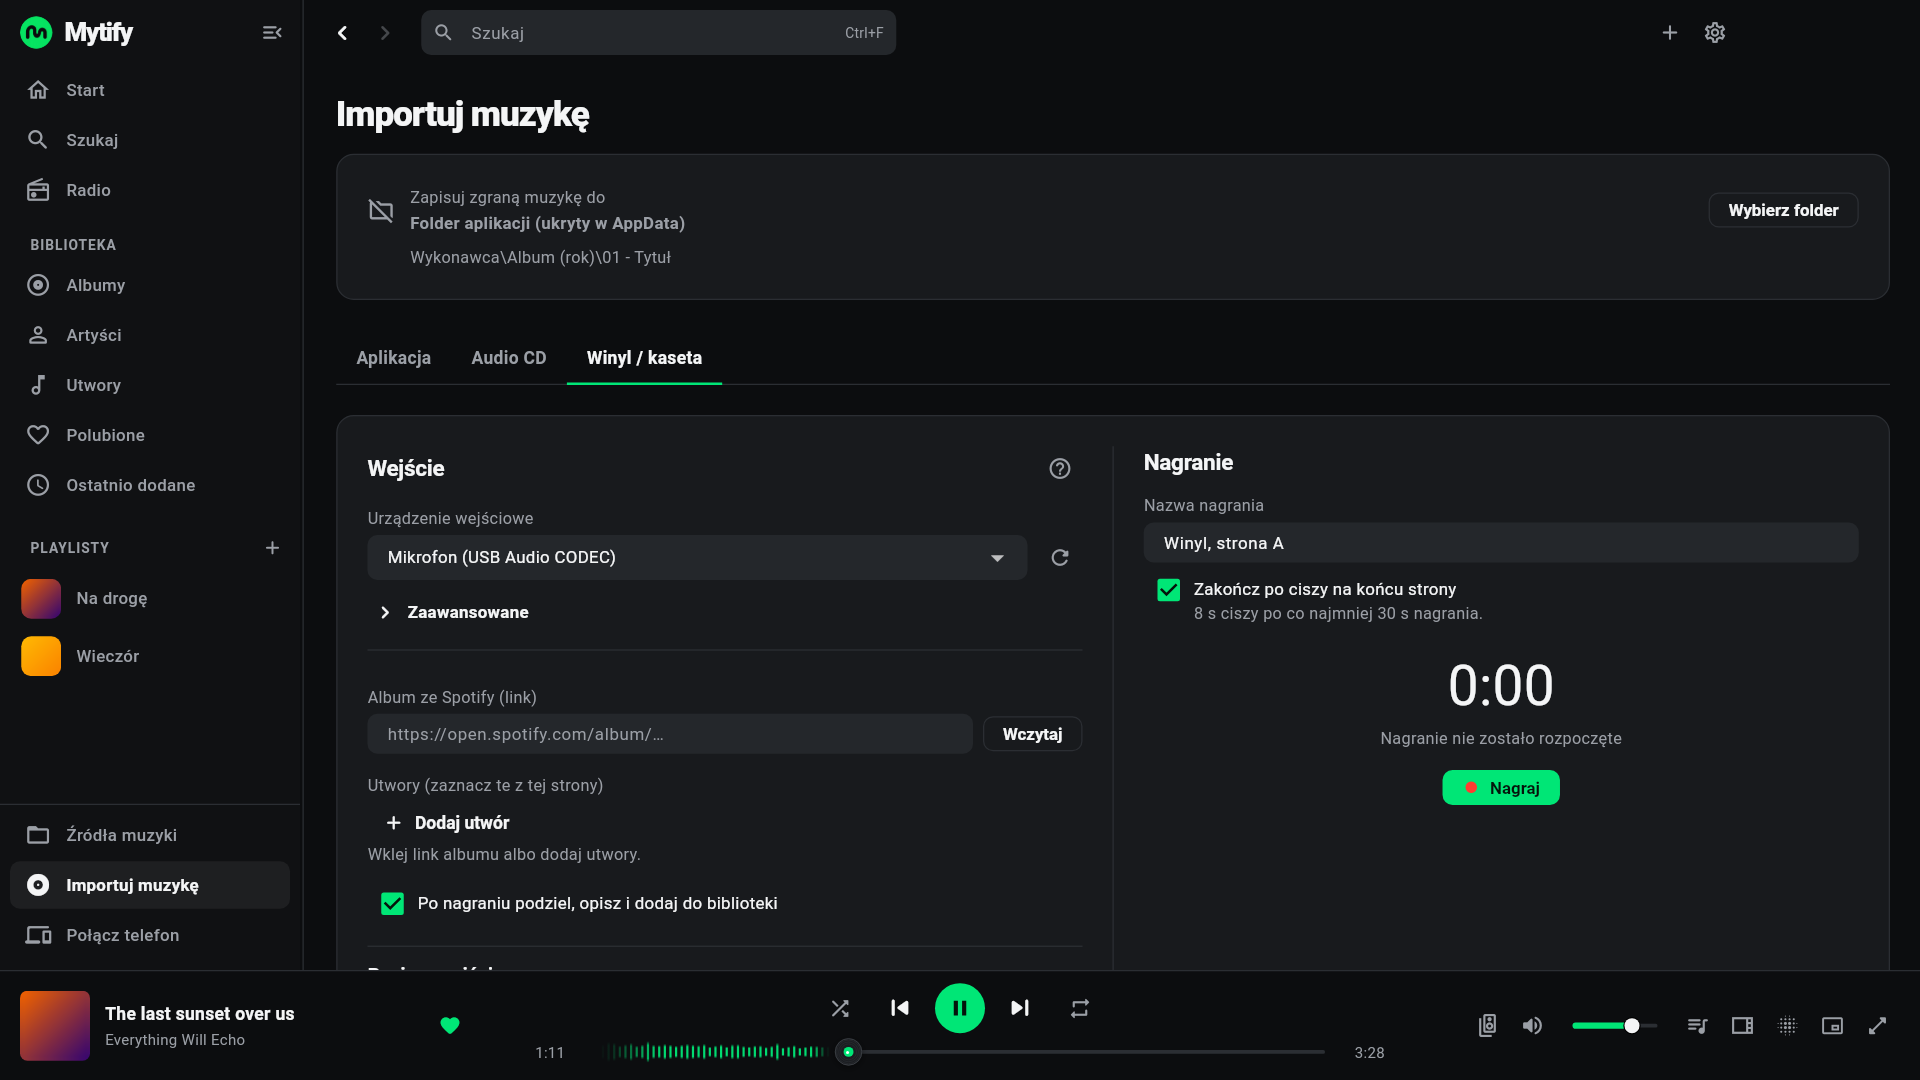 Mytify
Szukaj
Ctrl+F
Start
Szukaj
Radio
BIBLIOTEKA
Albumy
Artyści
Utwory
Polubione
Ostatnio dodane
PLAYLISTY
Na drogę
Wieczór
Źródła muzyki
Importuj muzykę
Połącz telefon
Importuj muzykę
Zapisuj zgraną muzykę do
Folder aplikacji (ukryty w AppData)
Wykonawca\Album (rok)\01 - Tytuł
Wybierz folder
Aplikacja
Audio CD
Winyl / kaseta
Wejście
Urządzenie wejściowe
Mikrofon (USB Audio CODEC)
Zaawansowane
Album ze Spotify (link)
https://open.spotify.com/album/…
Wczytaj
Utwory (zaznacz te z tej strony)
Dodaj utwór
Wklej link albumu albo dodaj utwory.
Po nagraniu podziel, opisz i dodaj do biblioteki
Nagranie
Nazwa nagrania
Winyl, strona A
Zakończ po ciszy na końcu strony
8 s ciszy po co najmniej 30 s nagrania.
0:00
Nagranie nie zostało rozpoczęte
Nagraj
The last sunset over us
Everything Will Echo
1:11
3:28